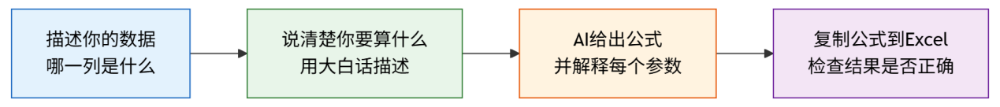 描述你的数据
哪一列是什么
说清楚你要算什么
用大白话描述
AI给出公式
并解释每个参数
复制公式到Excel
检查结果是否正确